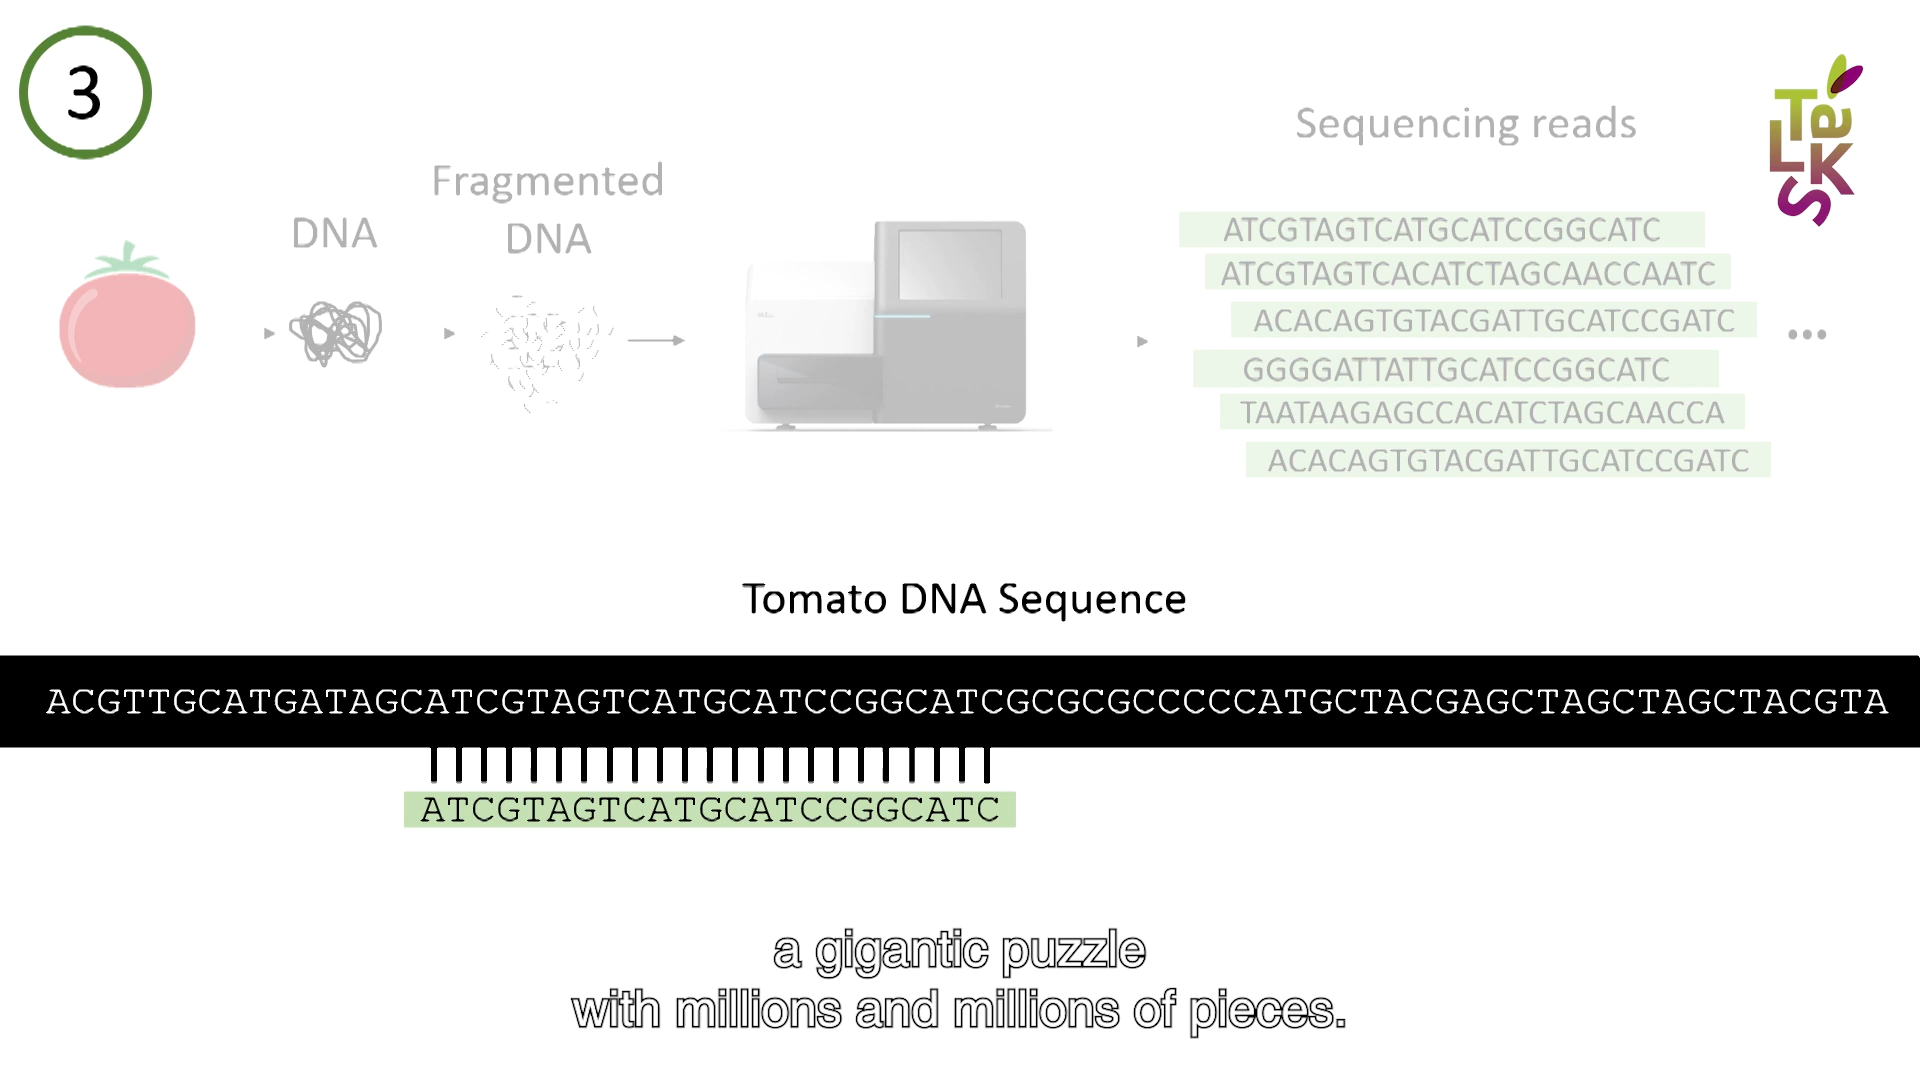 3
TaLKS
Sequencing reads
Fragmented
DNA
DNA
ATCGTAGTCATGCATCCGGCATC
ATCGTAGTCACATCTAGCAACCAATC
ACACAGTGTACGATTGCATCCGATC
...
GGGGATTATTGCATCCGGCATC
TAATAAGAGCCACATCTAGCAACCA
ACACAGTGTACGATTGCATCCGATC
Tomato DNA Sequence
ACGTTGCATGATAGCATCGTAGTCATGCATCCGGCATCGCGCGCCCCCATGCTACGAGCTAGCTAGCTACGTA
ATCGTAGTCATGCATCCGGCATC
a gigantic puzzle
with millions and millions of pieces.